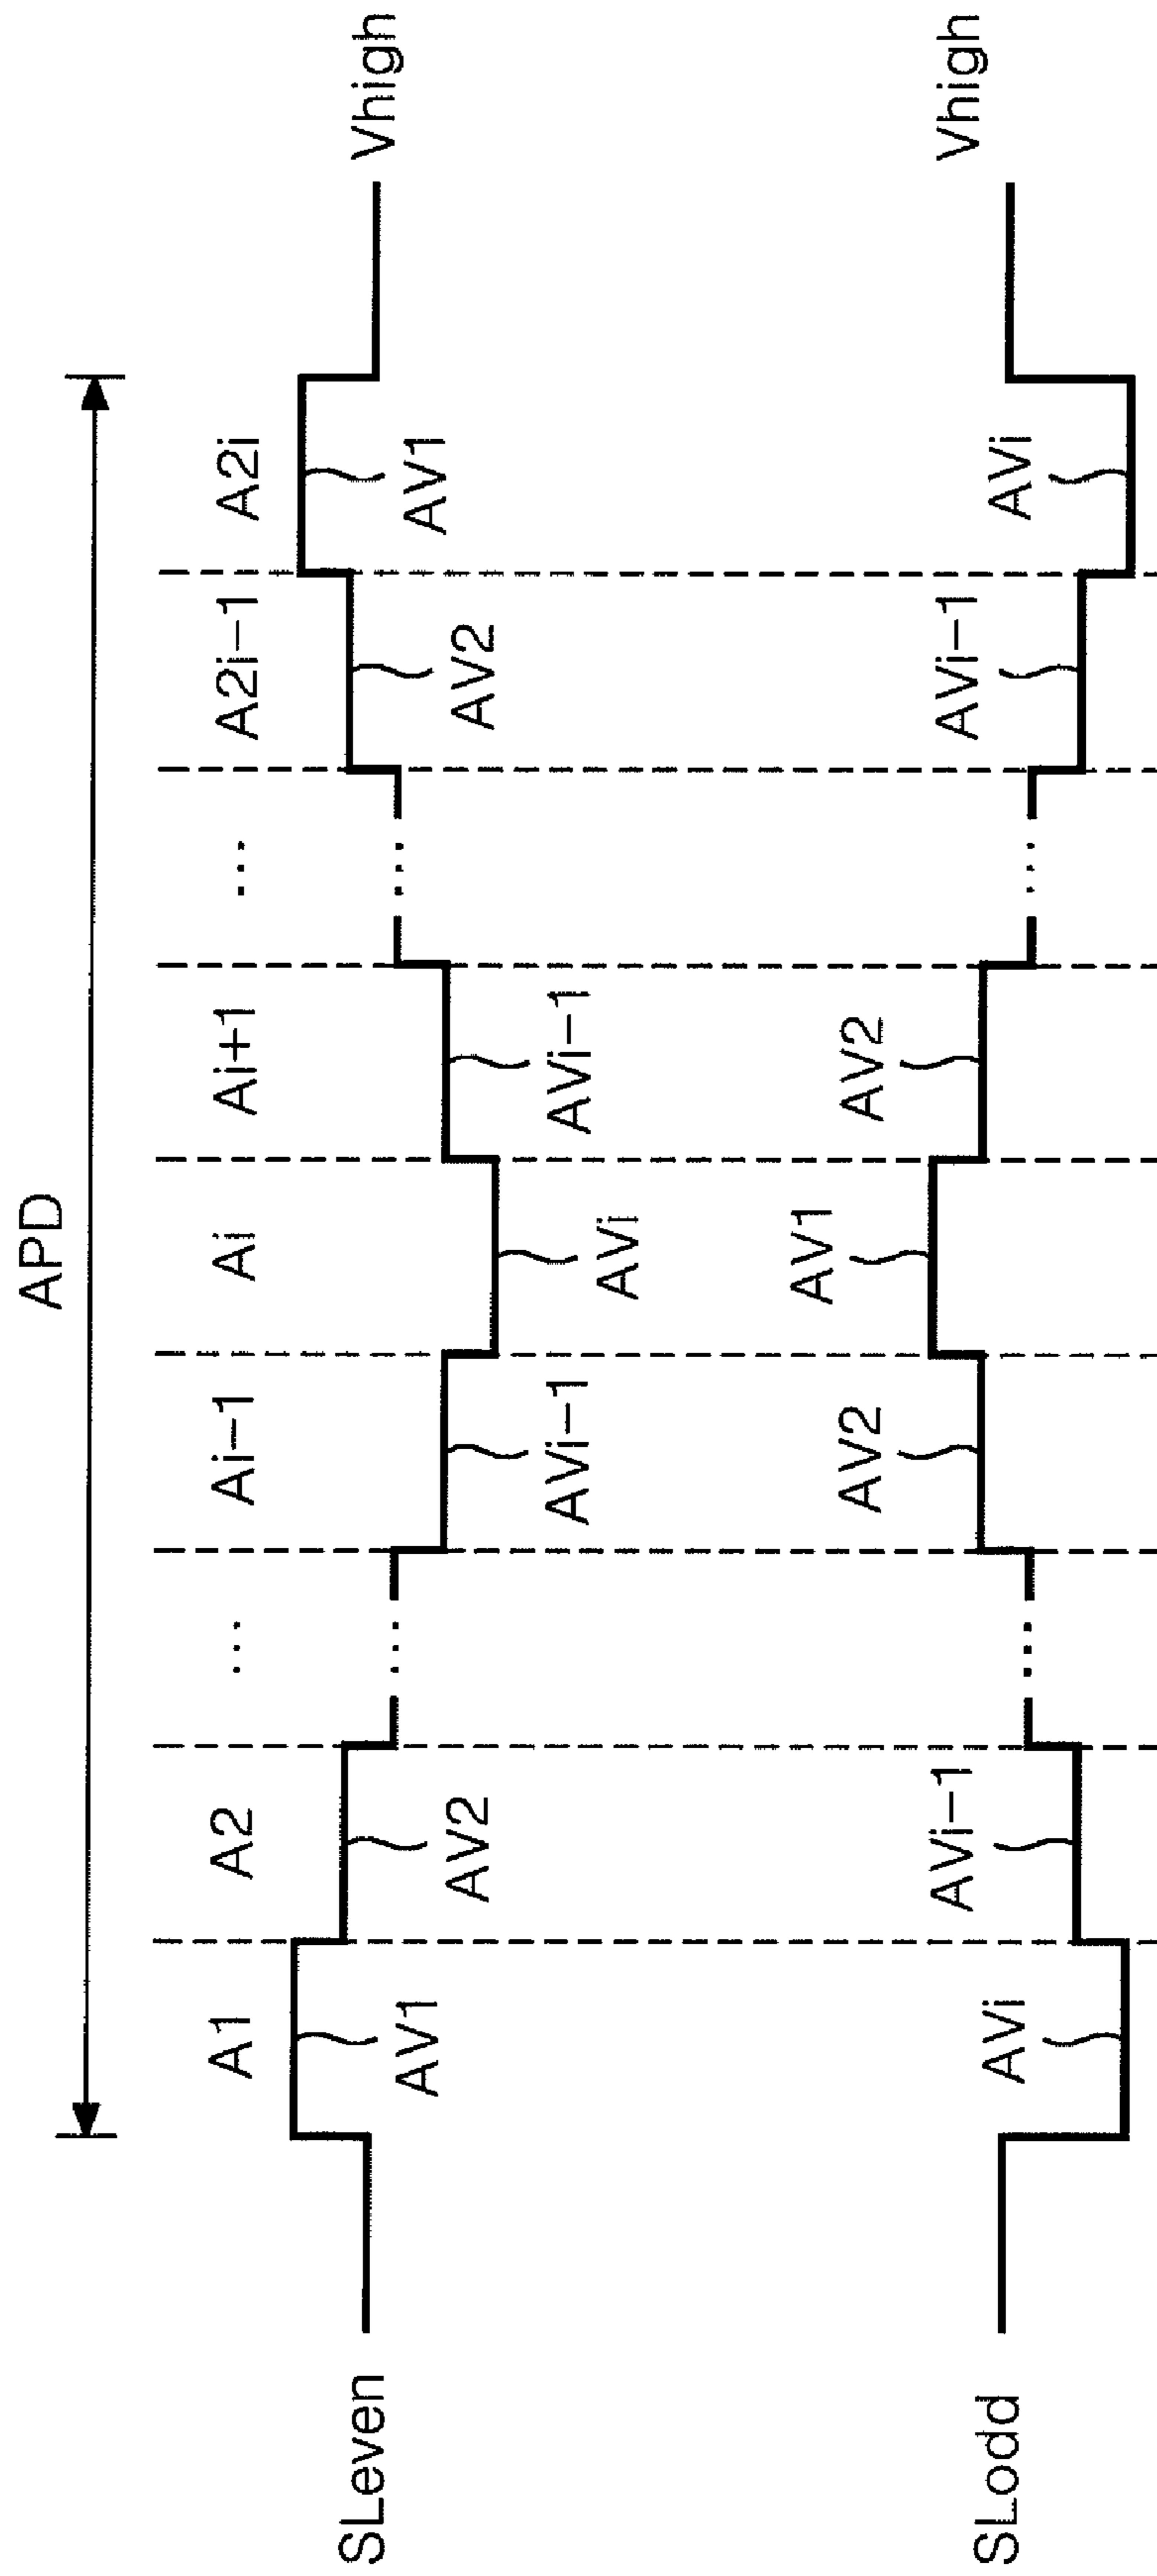 APD
A1 A2 ... Ai-1 Ai Ai+1 ... A2i-1 A2i
SLeven Vhigh
AV1 AV2 ... AVi-1 AVi AVi-1 ... AV2 AV1
AVi AVi-1 ... AV2 AV1 AV2 ... AVi-1 AVi
SLodd Vhigh